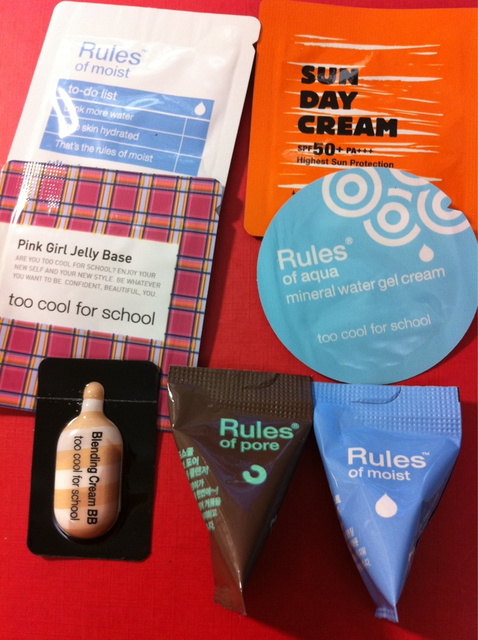 Rules™
of moist
to-do list
more water
skin hydrated
That's the rules of moist
SUN
DAY
CREAM
SPF50+ PA+++
Highest Sun Protection
Pink Girl Jelly Base
ARE YOU TOO COOL FOR SCHOOL? ENJOY YOUR
NEW SELF AND YOUR NEW STYLE. BE WHATEVER
YOU WANT TO BE. CONFIDENT, BEAUTIFUL, YOU.
too cool for school
Rules®
of aqua
mineral water gel cream
too cool for school
Blending Cream BB
too cool for school
Rules®
of pore
Rules™
of moist